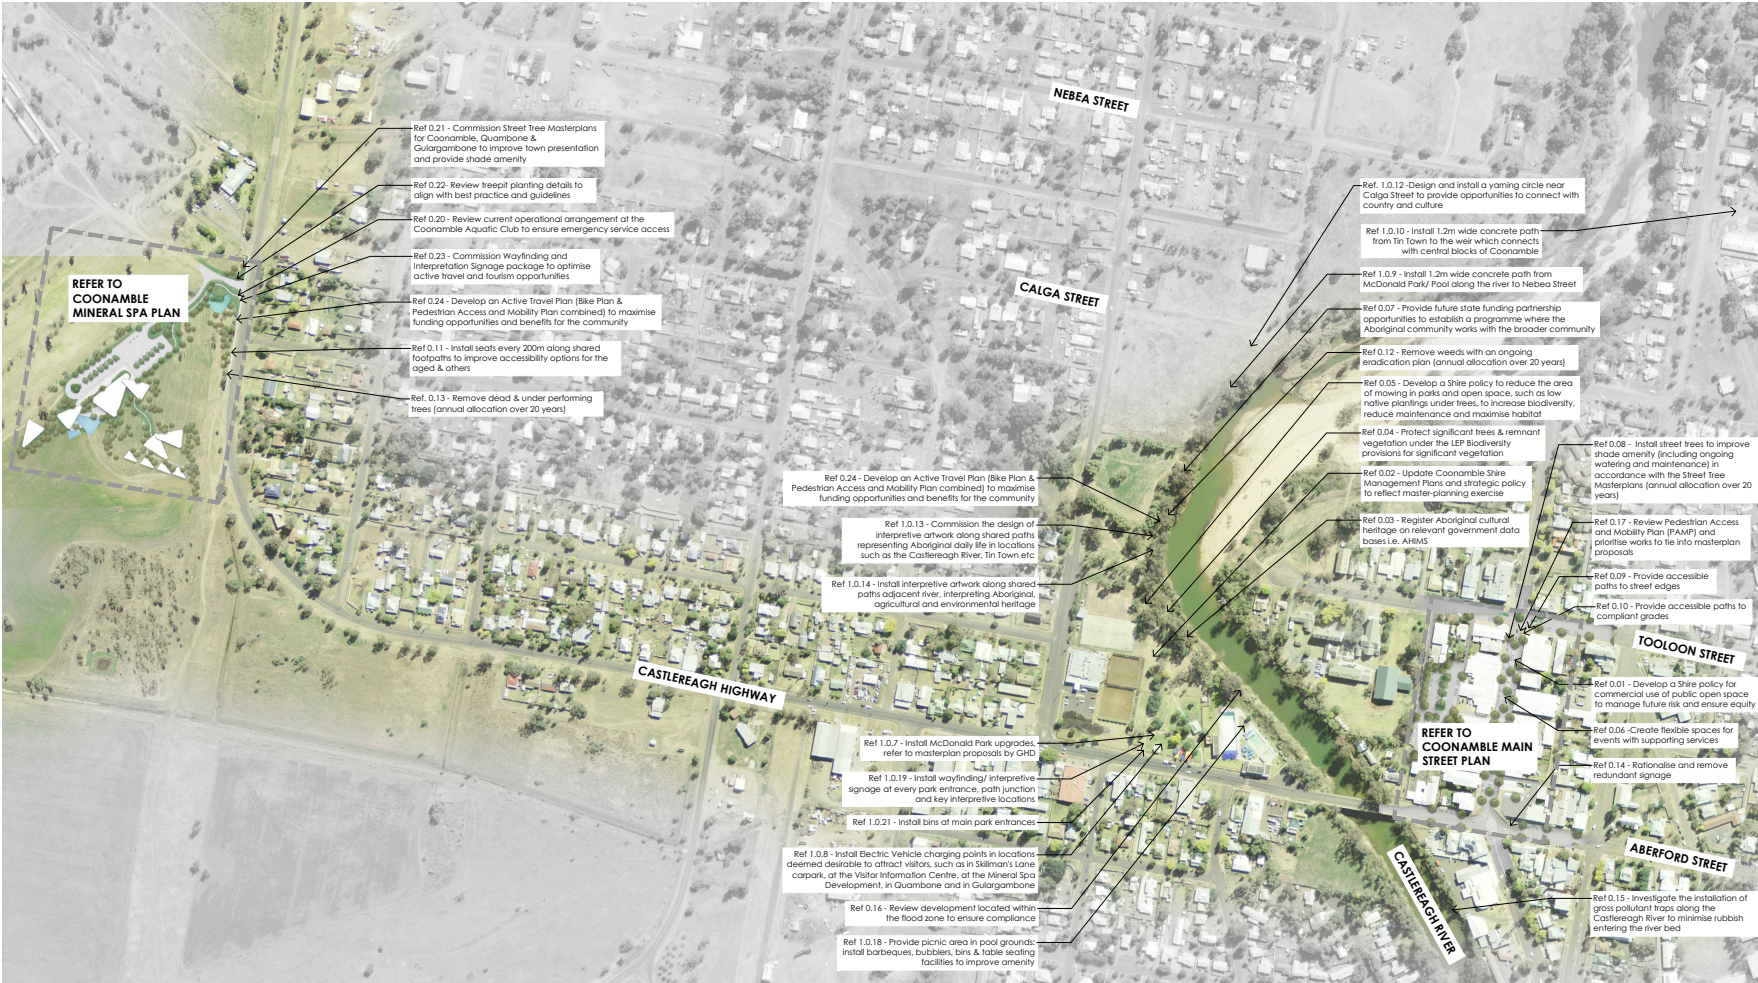 NEBEA STREET
CALGA STREET
Ref 0.21 - Commission Street Tree Masterplans
for Coonamble, Quambone &
Gulargambone to improve town presentation
and provide shade amenity
Ref 0.22- Review treepit planting details to
align with best practice and guidelines
Ref 0.20 - Review current operational arrangement at the
Coonamble Aquatic Club to ensure emergency service access
Ref 0.23 - Commission Wayfinding and
Interpretation Signage package to optimise
active travel and tourism opportunities
Ref 0.24 - Develop an Active Travel Plan (Bike Plan &
Pedestrian Access and Mobility Plan combined) to maximise
funding opportunities and benefits for the community
Ref 0.11 - Install seats every 200m along shared
footpaths to improve accessibility options for the
aged & others
Ref. 0.13 - Remove dead & under performing
trees (annual allocation over 20 years)
REFER TO
COONAMBLE
MINERAL SPA PLAN
Ref. 1.0.12 -Design and install a yarning circle near
Calga Street to provide opportunities to connect with
country and culture
Ref 1.0.10 - Install 1.2m wide concrete path
from Tin Town to the weir which connects
with central blocks of Coonamble
Ref 1.0.9 - Install 1.2m wide concrete path from
McDonald Park/ Pool along the river to Nebea Street
Ref 0.07 - Provide future state funding partnership
opportunities to establish a programme where the
Aboriginal community works with the broader community
Ref 0.12 - Remove weeds with an ongoing
eradication plan (annual allocation over 20 years)
Ref 0.05 - Develop a Shire policy to reduce the area
of mowing in parks and open space, such as low
native plantings under trees, to increase biodiversity,
reduce maintenance and maximise habitat
Ref 0.04 - Protect significant trees & remnant
vegetation under the LEP Biodiversity
provisions for significant vegetation
Ref 0.02 - Update Coonamble Shire
Management Plans and strategic policy
to reflect master-planning exercise
Ref 0.03 - Register Aboriginal cultural
heritage on relevant government data
bases i.e. AHIMS
Ref 0.08 -  Install street trees to improve
shade amenity (including ongoing
watering and maintenance) in
accordance with the Street Tree
Masterplans (annual allocation over 20
years)
Ref 0.17 - Review Pedestrian Access
and Mobility Plan (PAMP) and
prioritise works to tie into masterplan
proposals
Ref 0.09 - Provide accessible
paths to street edges
Ref 0.10 - Provide accessible paths to
compliant grades
TOOLOON STREET
Ref 0.01 - Develop a Shire policy for
commercial use of public open space
to manage future risk and ensure equity
Ref 0.06 -Create flexible spaces for
events with supporting services
Ref 0.14 - Rationalise and remove
redundant signage
REFER TO
COONAMBLE MAIN
STREET PLAN
ABERFORD STREET
Ref 0.15 - Investigate the installation of
gross pollutant traps along the
Castlereagh River to minimise rubbish
entering the river bed
CASTLEREAGH RIVER
Ref 0.24 - Develop an Active Travel Plan (Bike Plan &
Pedestrian Access and Mobility Plan combined) to maximise
funding opportunities and benefits for the community
Ref 1.0.13 - Commission the design of
interpretive artwork along shared paths
representing Aboriginal daily life in locations
such as the Castlereagh River, Tin Town etc
Ref 1.0.14 - Install interpretive artwork along shared
paths adjacent river, interpreting Aboriginal,
agricultural and environmental heritage
CASTLEREAGH HIGHWAY
Ref 1.0.7 - Install McDonald Park upgrades,
refer to masterplan proposals by GHD
Ref 1.0.19 - Install wayfinding/ interpretive
signage at every park entrance, path junction
and key interpretive locations
Ref 1.0.21 - Install bins at main park entrances
Ref 1.0.8 - Install Electric Vehicle charging points in locations
deemed desirable to attract visitors, such as in Skillman's Lane
carpark, at the Visitor Information Centre, at the Mineral Spa
Development, in Quambone and in Gulargambone
Ref 0.16 - Review development located within
the flood zone to ensure compliance
Ref 1.0.18 - Provide picnic area in pool grounds:
install barbeques, bubblers, bins & table seating
facilities to improve amenity